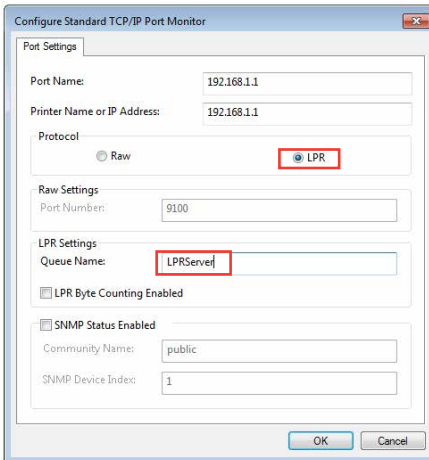 Configure Standard TCP/IP Port Monitor
Port Settings
Port Name: 192.168.1.1
Printer Name or IP Address: 192.168.1.1
Protocol
Raw LPR
Raw Settings
Port Number: 9100
LPR Settings
Queue Name: LPRServer
LPR Byte Counting Enabled
SNMP Status Enabled
Community Name: public
SNMP Device Index: 1
OK Cancel